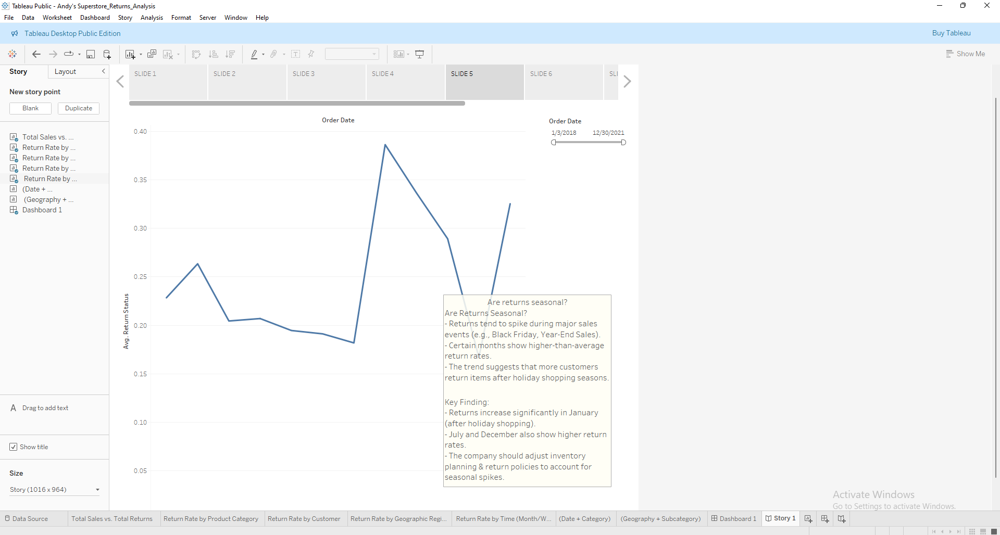 Tableau Public - Andy's Superstore_Returns_Analysis
File Data Worksheet Dashboard Story Analysis Format Server Window Help
Tableau Desktop Public Edition
Buy Tableau
Show Me
Story
Layout
New story point
Blank
Duplicate
Total Sales vs. ...
Return Rate by ...
Return Rate by ...
Return Rate by ...
Return Rate by ...
(Date + ...
(Geography + ...
Dashboard 1
Drag to add text
Show title
Size
Story (1016 x 964)
SLIDE 1
SLIDE 2
SLIDE 3
SLIDE 4
SLIDE 5
SLIDE 6
SLI
Order Date
0.40
0.35
0.30
0.25
0.20
0.15
0.10
0.05
Avg. Return Status
Order Date
1/3/2018 12/30/2021
Are returns seasonal?
Are Returns Seasonal?
- Returns tend to spike during major sales
events (e.g., Black Friday, Year-End Sales).
- Certain months show higher-than-average
return rates.
- The trend suggests that more customers
return items after holiday shopping seasons.
Key Finding:
- Returns increase significantly in January
(after holiday shopping).
- July and December also show higher return
rates.
- The company should adjust inventory
planning & return policies to account for
seasonal spikes.
Activate Windows
Go to Settings to activate Windows.
Data Source
Total Sales vs. Total Returns
Return Rate by Product Category
Return Rate by Customer
Return Rate by Geographic Regi...
Return Rate by Time (Month/W...
(Date + Category)
(Geography + Subcategory)
Dashboard 1
Story 1